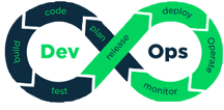 code
deploy
build
Dev
plan
release
Ops
Operate
test
monitor